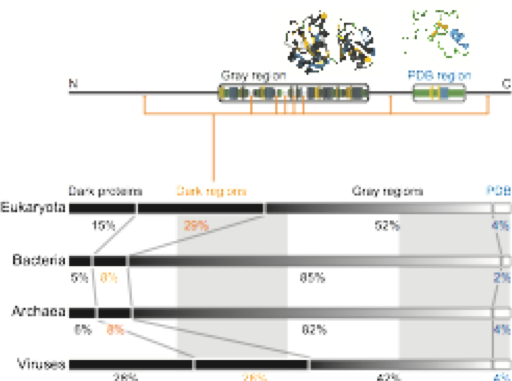 Gray region PDB region
N C
Dark proteins Dark regions Gray regions PDB
Eukaryota
15% 29% 52% 4%
Bacteria
5% 8% 85% 2%
Archaea
6% 8% 82% 4%
Viruses
42% 4%